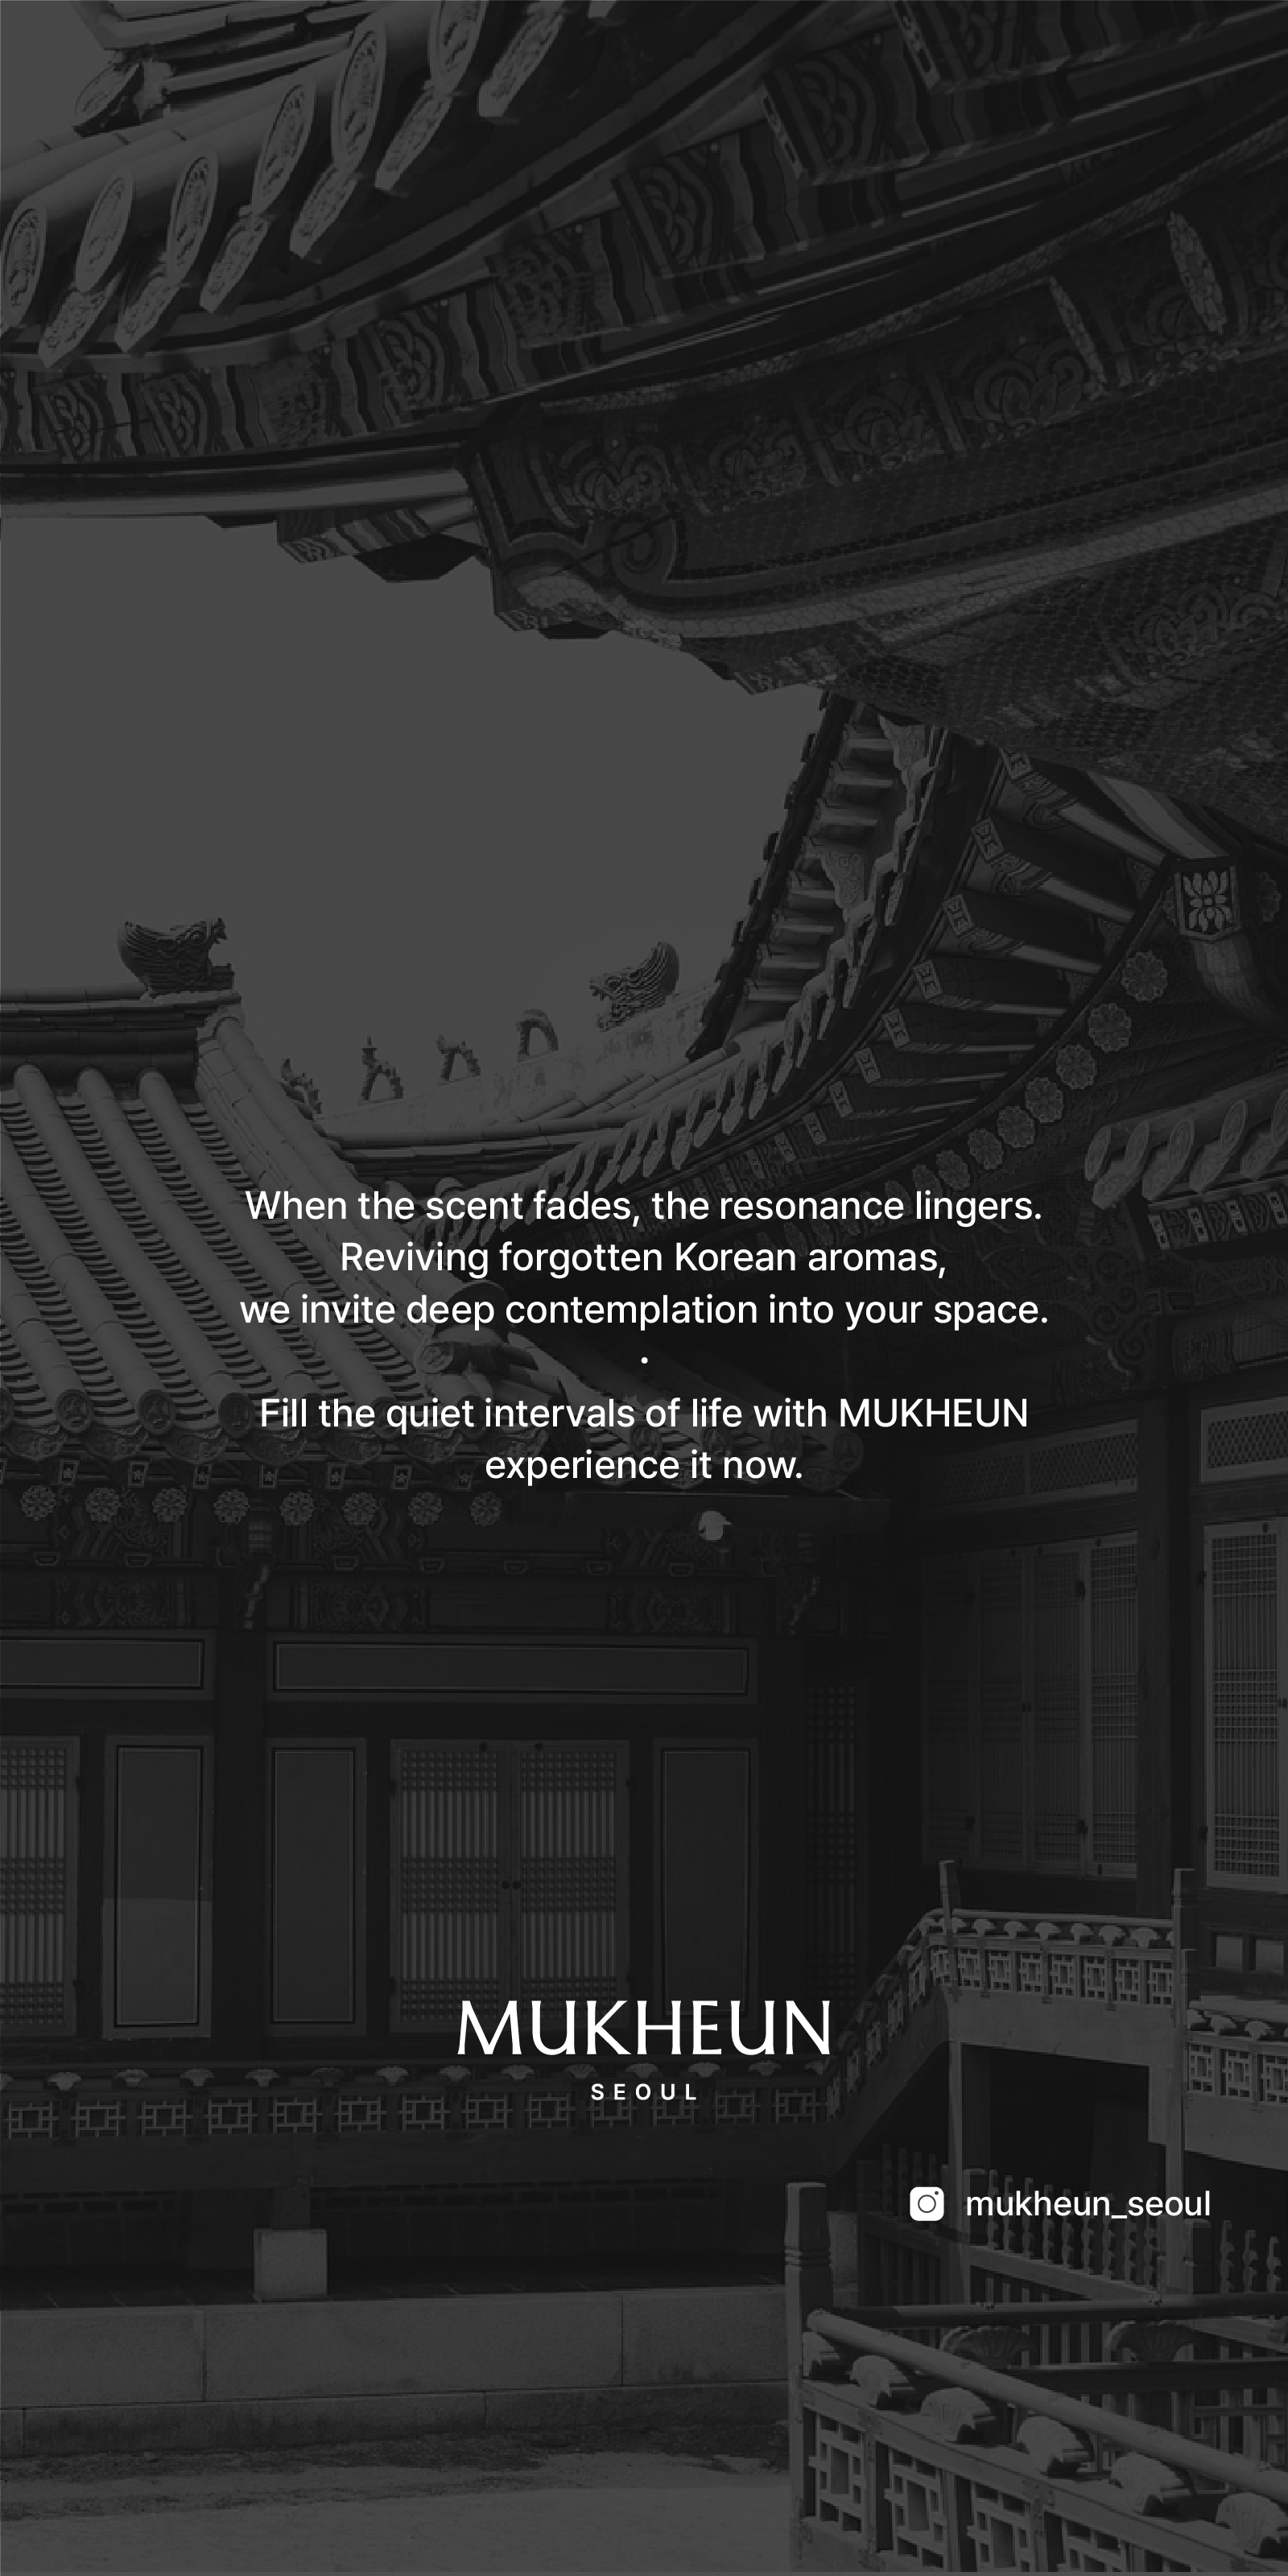 When the scent fades, the resonance lingers.
Reviving forgotten Korean aromas,
we invite deep contemplation into your space.
.
Fill the quiet intervals of life with MUKHEUN
experience it now.
MUKHEUN
SEOUL
mukheun_seoul